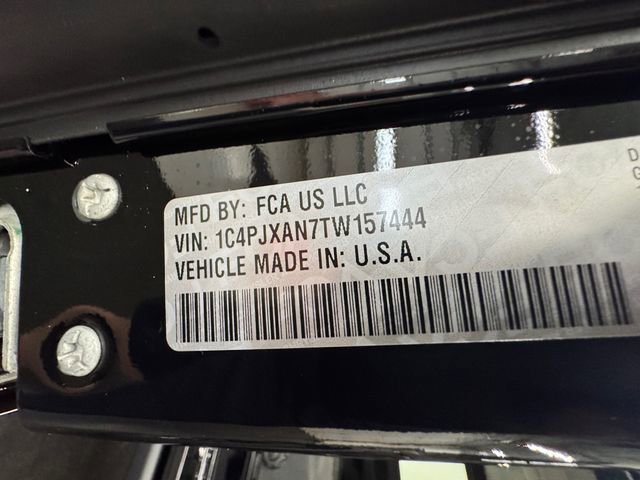 MFD BY: FCA US LLC
VIN: 1C4PJXAN7TW157444
VEHICLE MADE IN: U.S.A.
D
G